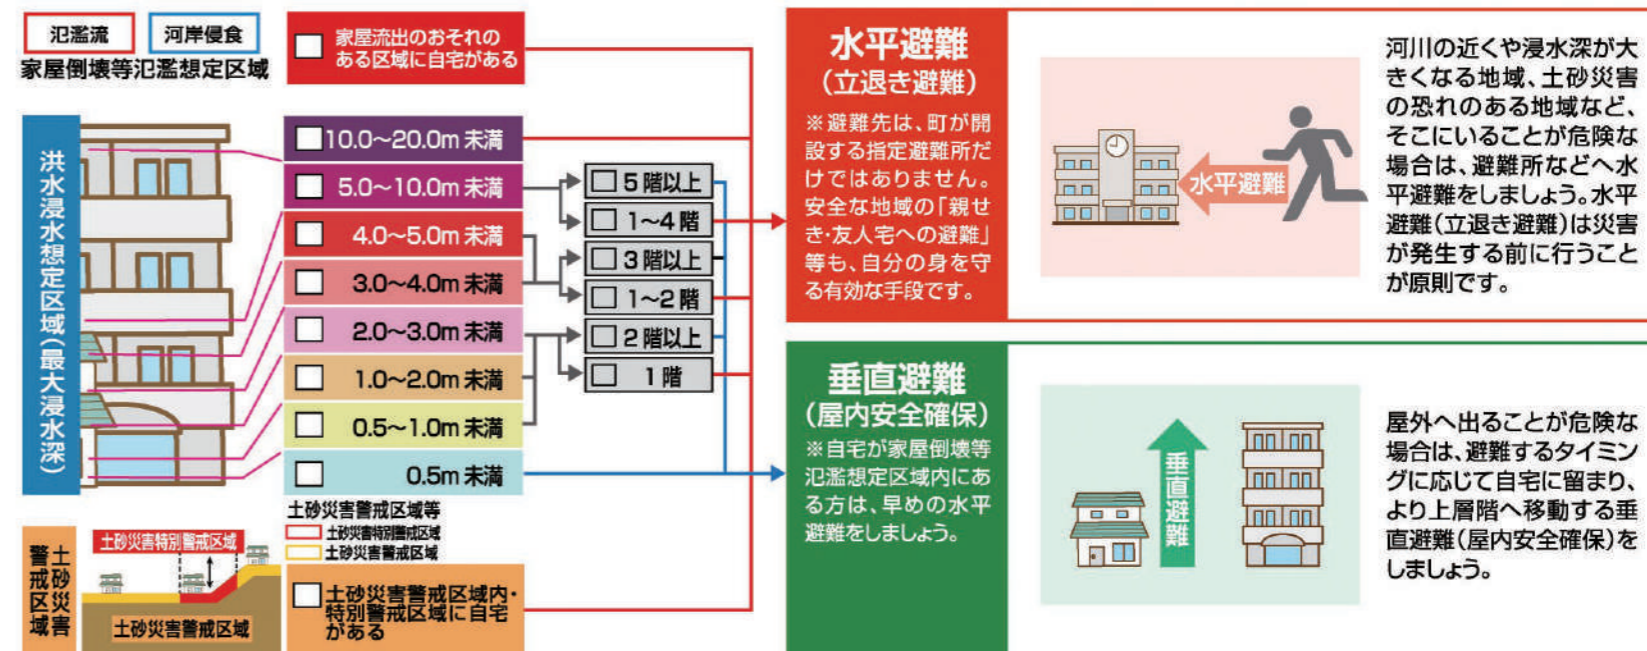 氾濫流
河岸侵食
家屋倒壊等氾濫想定区域
家屋流出のおそれの
ある区域に自宅がある
洪水浸水想定区域(最大浸水深)
10.0〜20.0m 未満
5.0〜10.0m 未満
4.0〜5.0m 未満
3.0〜4.0m 未満
2.0〜3.0m 未満
1.0〜2.0m 未満
0.5〜1.0m 未満
0.5m 未満
5階以上
1〜4階
3階以上
1〜2階
2階以上
1階
土砂災害
警戒区域
土砂災害特別警戒区域
土砂災害警戒区域
土砂災害警戒区域等
土砂災害特別警戒区域
土砂災害警戒区域
土砂災害警戒区域内・
特別警戒区域に自宅
がある
水平避難
(立退き避難)
※避難先は、町が開
設する指定避難所だ
けではありません。
安全な地域の「親せ
き・友人宅への避難」
等も、自分の身を守
る有効な手段です。
水平避難
河川の近くや浸水深が大
きくなる地域、土砂災害
の恐れのある地域など、
そこにいることが危険な
場合は、避難所などへ水
平避難をしましょう。水平
避難(立退き避難)は災害
が発生する前に行うこと
が原則です。
垂直避難
(屋内安全確保)
※自宅が家屋倒壊等
氾濫想定区域内にあ
る方は、早めの水平
避難をしましょう。
垂直避難
屋外へ出ることが危険な
場合は、避難するタイミン
グに応じて自宅に留まり、
より上層階へ移動する垂
直避難(屋内安全確保)を
しましょう。